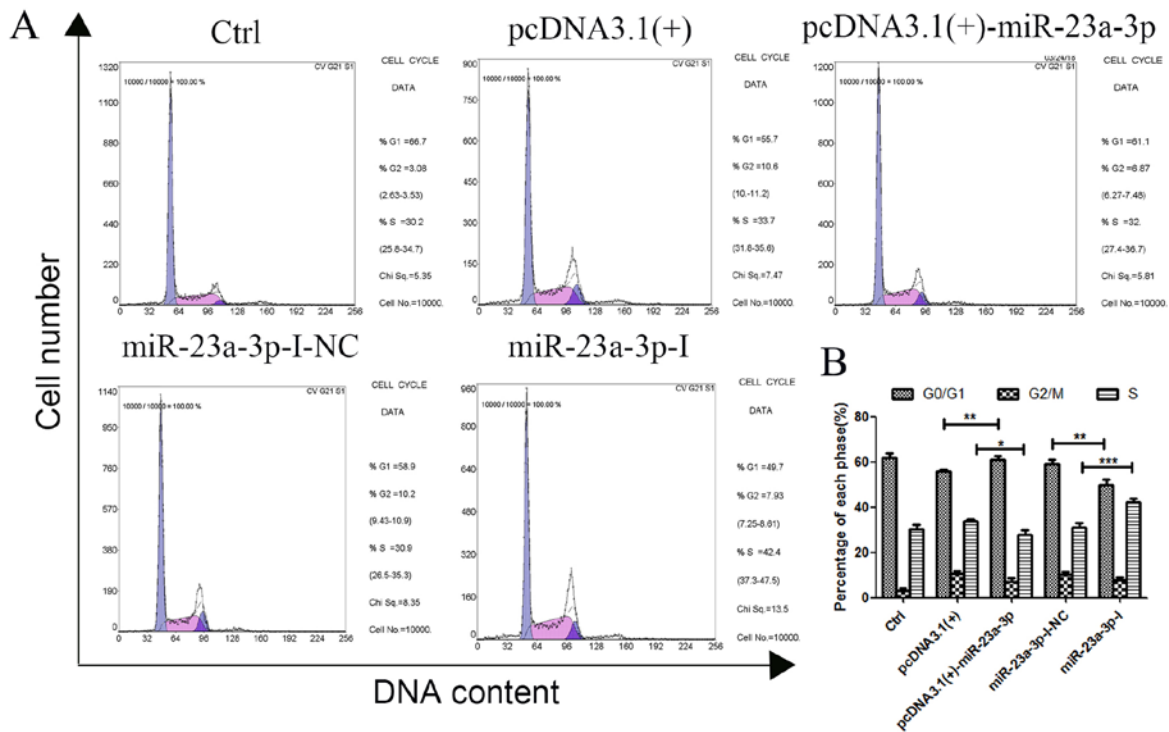 A
Ctrl
1320
1100
880
660
440
220
0
0 32 64 96 128 160 192 224 256
10000 / 10000 = 100.00 %
CV G21 S1
CELL CYCLE
DATA
% G1 =66.7
% G2 =3.08
(2.63-3.53)
% S =30.2
(25.8-34.7)
Chi Sq.=5.35
Cell No.=10000.
pcDNA3.1(+)
900
750
600
450
300
150
0
0 32 64 96 128 160 192 224 256
10000 / 10000 = 100.00 %
CV G21 S1
CELL CYCLE
DATA
% G1 =55.7
% G2 =10.6
(10.-11.2)
% S =33.7
(31.8-35.6)
Chi Sq.=7.47
Cell No.=10000.
pcDNA3.1(+)-miR-23a-3p
1200
1000
800
600
400
200
0
0 32 64 96 128 160 192 224 256
10000 / 10000 = 100.00 %
CV G21 S1
CELL CYCLE
DATA
% G1 =61.1
% G2 =6.87
(6.27-7.48)
% S =32.
(27.4-36.7)
Chi Sq.=5.81
Cell No.=10000.
miR-23a-3p-I-NC
1140
950
760
570
380
190
0
0 32 64 96 128 160 192 224 256
10000 / 10000 = 100.00 %
CV G21 S1
CELL CYCLE
DATA
% G1 =58.9
% G2 =10.2
(9.43-10.9)
% S =30.9
(26.5-35.3)
Chi Sq.=8.35
Cell No.=10000.
miR-23a-3p-I
960
800
640
480
320
160
0
0 32 64 96 128 160 192 224 256
10000 / 10000 = 100.00 %
CV G21 S1
CELL CYCLE
DATA
% G1 =49.7
% G2 =7.93
(7.25-8.61)
% S =42.4
(37.3-47.5)
Chi Sq.=13.5
Cell No.=10000.
Cell number
DNA content
B
G0/G1 G2/M S
Percentage of each phase(%)
80
60
40
20
0
** * ** ***
Ctrl
pcDNA3.1(+)
pcDNA3.1(+)-miR-23a-3p
miR-23a-3p-I-NC
miR-23a-3p-I